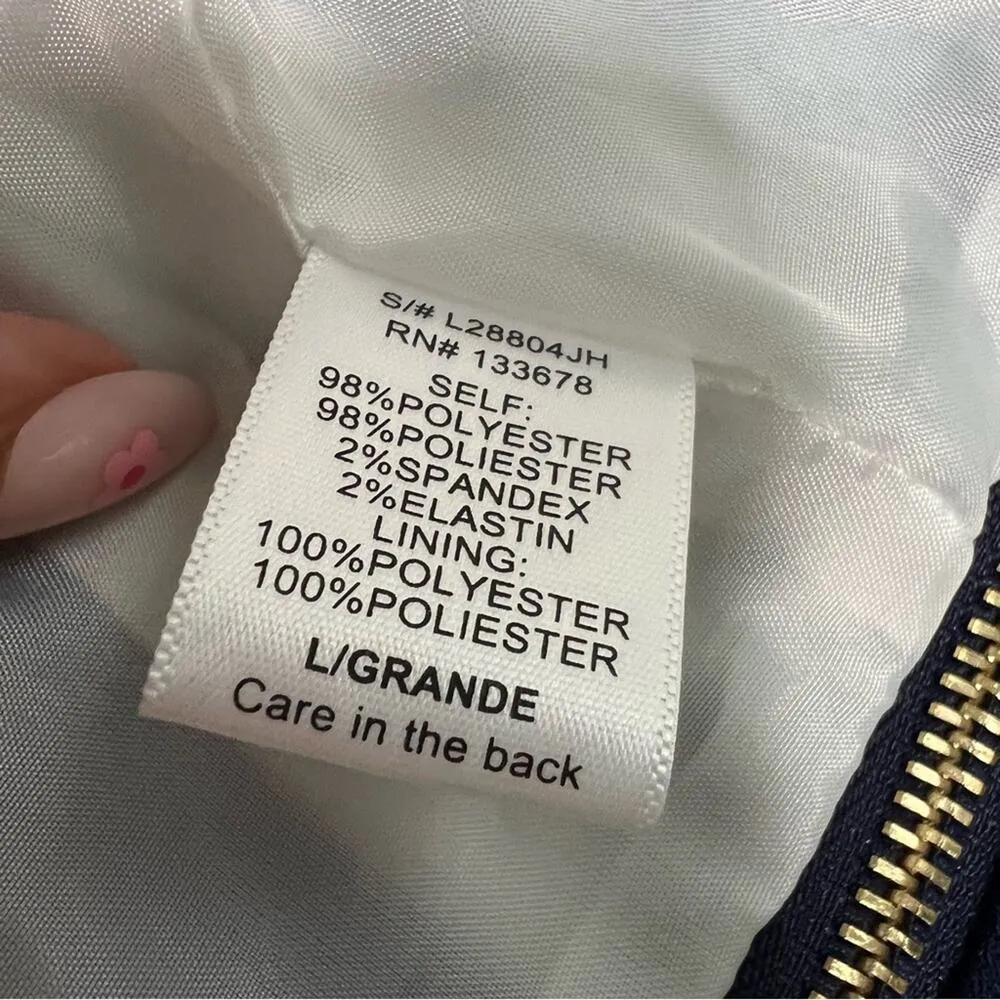 S/# L28804JH
RN# 133678
SELF:
98%POLYESTER
98%POLIESTER
2%SPANDEX
2%ELASTIN
LINING:
100%POLYESTER
100%POLIESTER
L/GRANDE
Care in the back